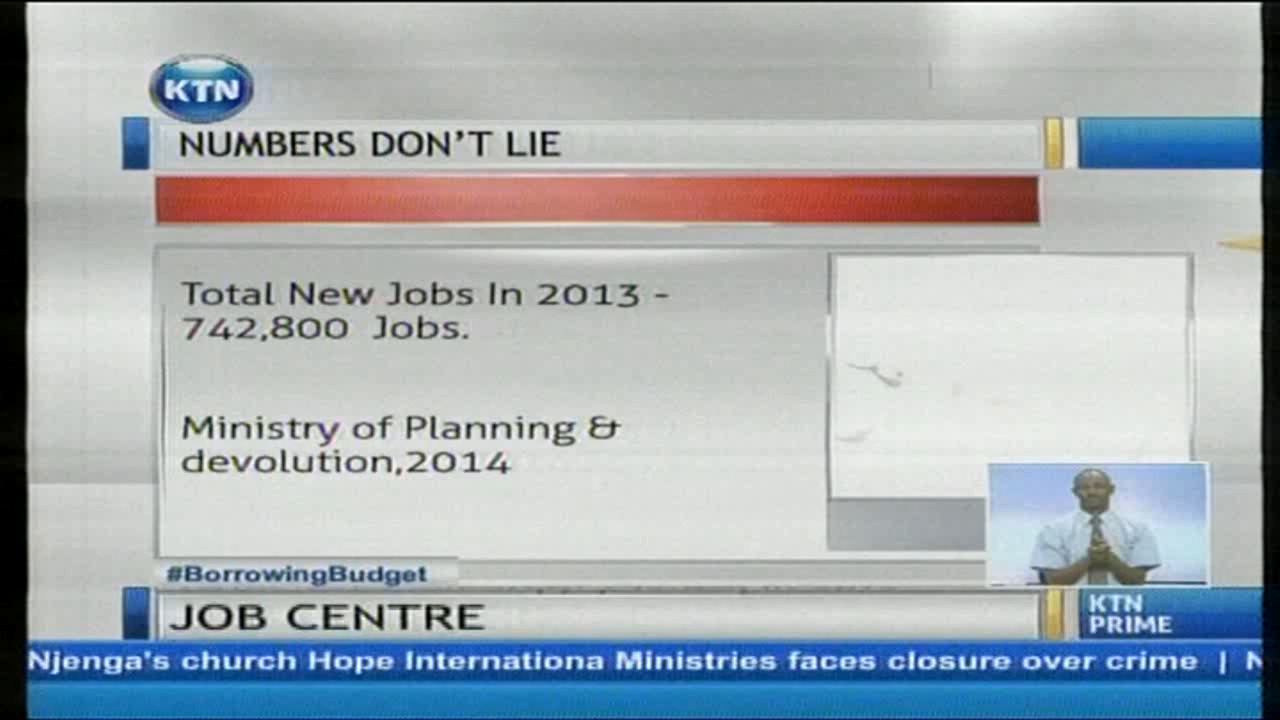 KTN
NUMBERS DON'T LIE
Total New Jobs In 2013 -
742,800 Jobs.
Ministry of Planning &
devolution,2014
#BorrowingBudget
JOB CENTRE
KTN
PRIME
Njenga's church Hope Internationa Ministries faces closure over crime | N